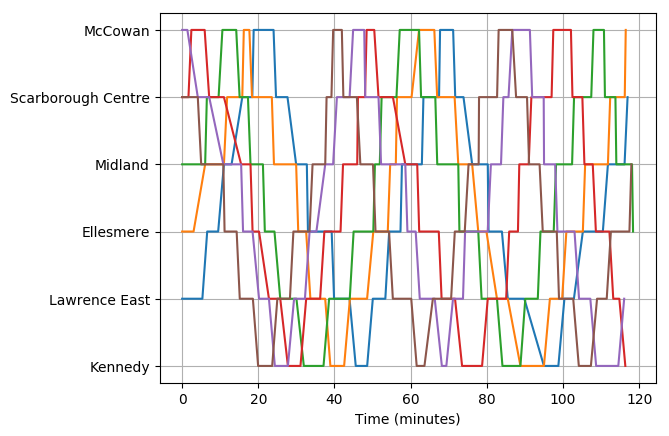 McCowan
Scarborough Centre
Midland
Ellesmere
Lawrence East
Kennedy
0 20 40 60 80 100 120
Time (minutes)